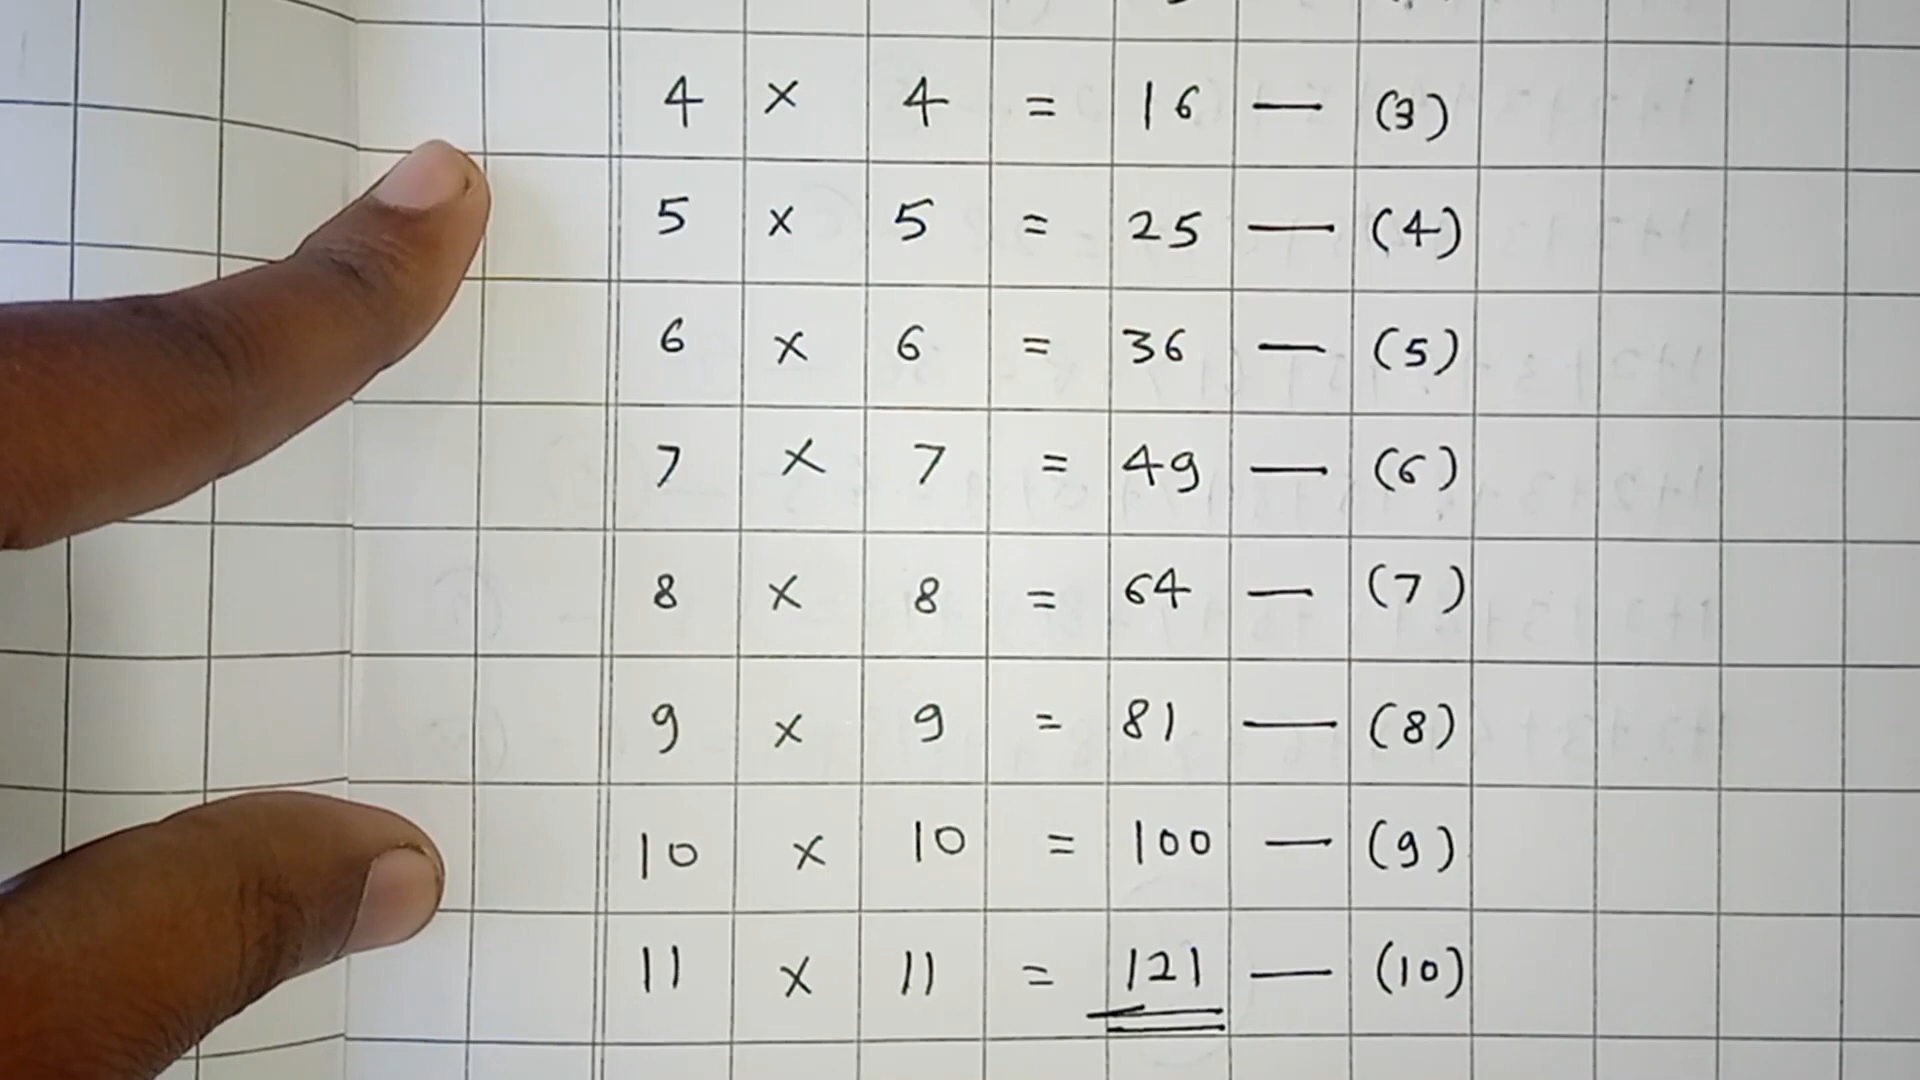 4 × 4 = 16 — (3)
5 × 5 = 25 — (4)
6 × 6 = 36 — (5)
7 × 7 = 49 — (6)
8 × 8 = 64 — (7)
9 × 9 = 81 — (8)
10 × 10 = 100 — (9)
11 × 11 = 121 — (10)